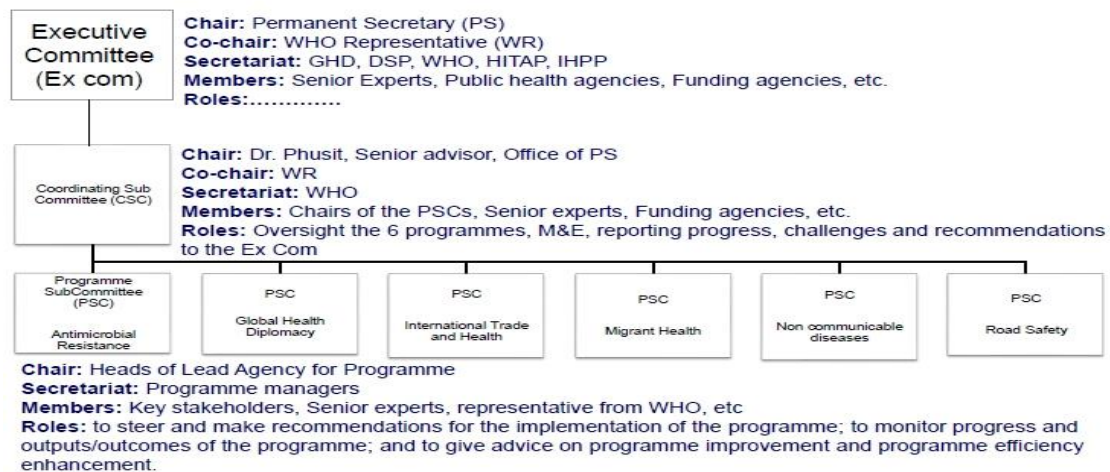 Executive
Committee
(Ex com)
Chair: Permanent Secretary (PS)
Co-chair: WHO Representative (WR)
Secretariat: GHD, DSP, WHO, HITAP, IHPP
Members: Senior Experts, Public health agencies, Funding agencies, etc.
Roles:.............
Coordinating Sub
Committee (CSC)
Chair: Dr. Phusit, Senior advisor, Office of PS
Co-chair: WR
Secretariat: WHO
Members: Chairs of the PSCs, Senior experts, Funding agencies, etc.
Roles: Oversight the 6 programmes, M&E, reporting progress, challenges and recommendations
to the Ex Com
Programme
SubCommittee
(PSC)
Antimicrobial
Resistance
PSC
Global Health
Diplomacy
PSC
International Trade
and Health
PSC
Migrant Health
PSC
Non communicable
diseases
PSC
Road Safety
Chair: Heads of Lead Agency for Programme
Secretariat: Programme managers
Members: Key stakeholders, Senior experts, representative from WHO, etc
Roles: to steer and make recommendations for the implementation of the programme; to monitor progress and
outputs/outcomes of the programme; and to give advice on programme improvement and programme efficiency
enhancement.